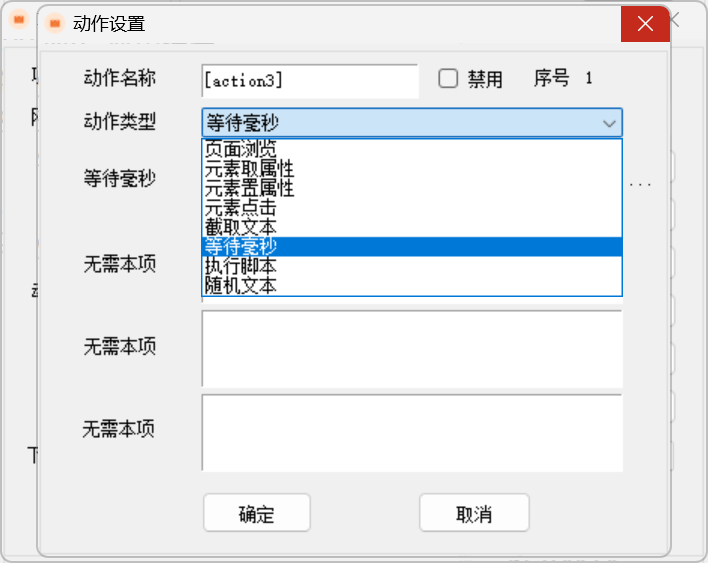 动作设置
动作名称 [action3] 禁用 序号 1
动作类型 等待毫秒
页面浏览
元素取属性
等待毫秒 元素置属性 ...
元素点击
截取文本
等待毫秒
无需本项 执行脚本
随机文本
无需本项
无需本项
确定 取消